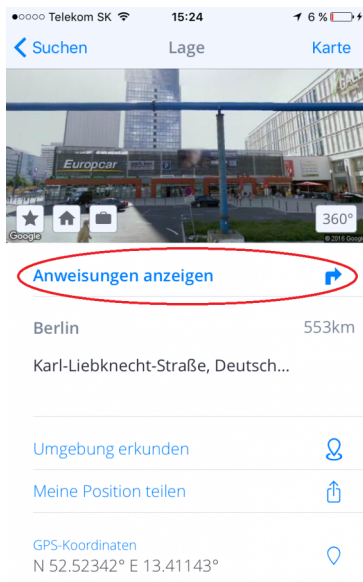 Telekom SK 15:24 6 %
Suchen Lage Karte
Europcar
360°
Google © 2016 Google
Anweisungen anzeigen
Berlin 553km
Karl-Liebknecht-Straße, Deutsch...
Umgebung erkunden
Meine Position teilen
GPS-Koordinaten
N 52.52342° E 13.41143°